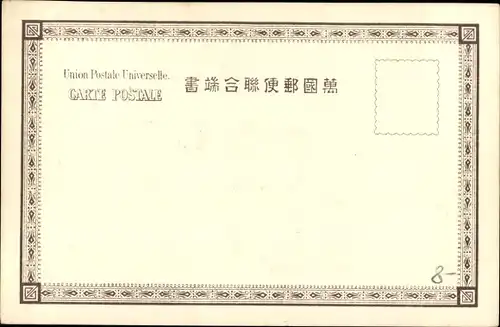 Union Postale Universelle.
CARTE POSTALE
書端合聯便郵國萬
8-